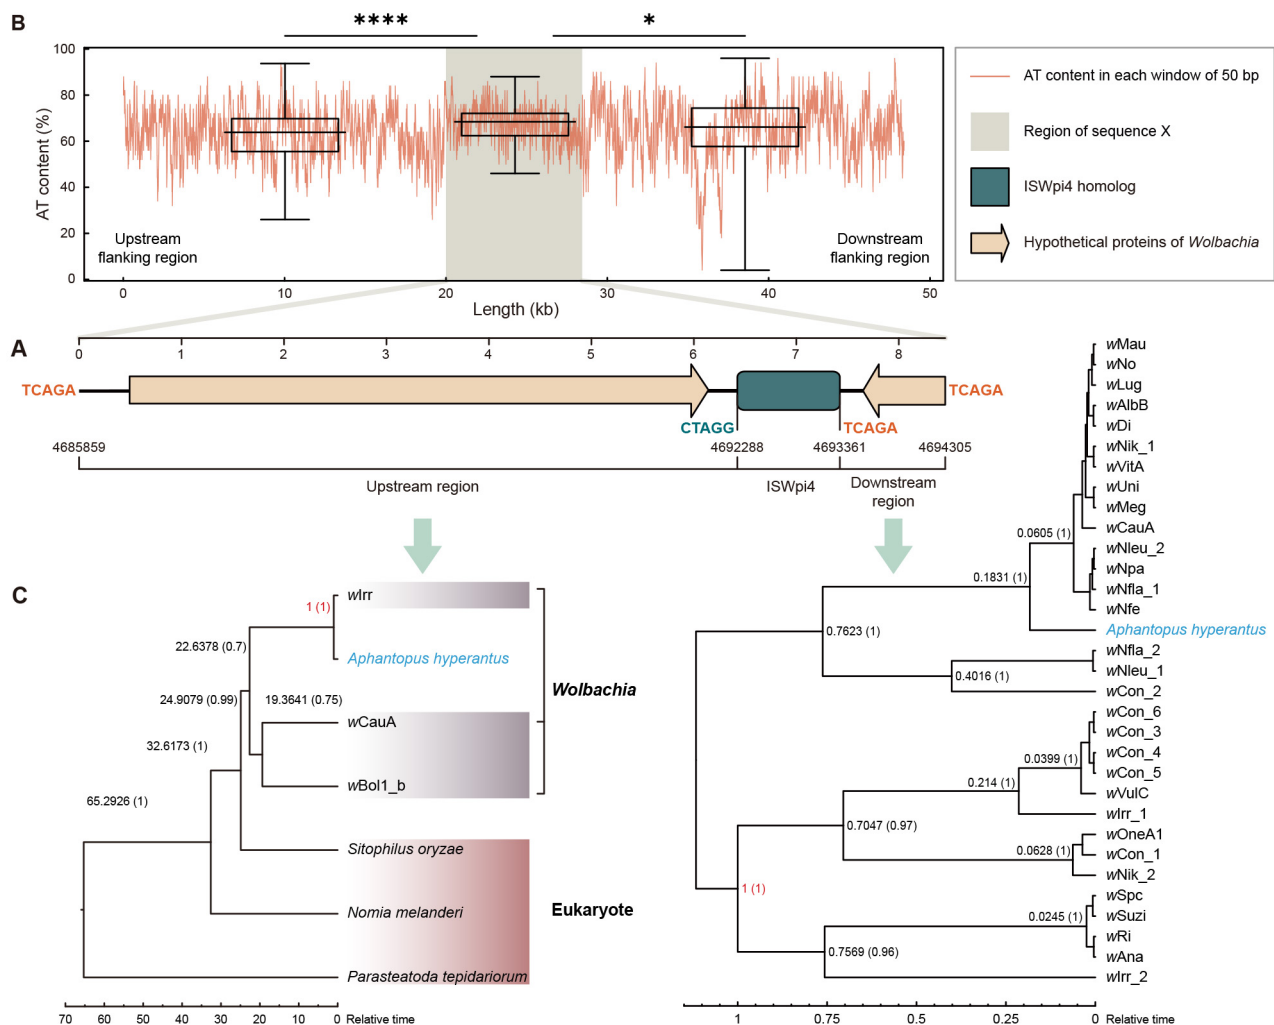 B
****
*
100
80
60
40
20
0
AT content (%)
Upstream
flanking region
Downstream
flanking region
0
10
20
30
40
50
Length (kb)
AT content in each window of 50 bp
Region of sequence X
ISWpi4 homolog
Hypothetical proteins of Wolbachia
A
0
1
2
3
4
5
6
7
8
TCAGA
TCAGA
CTAGG
TCAGA
4685859
4692288
4693361
4694305
Upstream region
ISWpi4
Downstream
region
C
wIrr
1 (1)
Aphantopus hyperantus
22.6378 (0.7)
24.9079 (0.99)
19.3641 (0.75)
wCauA
32.6173 (1)
wBol1_b
65.2926 (1)
Sitophilus oryzae
Nomia melanderi
Parasteatoda tepidariorum
Wolbachia
Eukaryote
70
60
50
40
30
20
10
0
Relative time
wMau
wNo
wLug
wAlbB
wDi
wNik_1
wVitA
wUni
wMeg
wCauA
0.0605 (1)
wNleu_2
wNpa
0.1831 (1)
wNfla_1
wNfe
Aphantopus hyperantus
0.7623 (1)
wNfla_2
wNleu_1
0.4016 (1)
wCon_2
wCon_6
wCon_3
wCon_4
0.0399 (1)
wCon_5
0.214 (1)
wVulC
wIrr_1
0.7047 (0.97)
wOneA1
0.0628 (1)
wCon_1
wNik_2
1 (1)
wSpc
0.0245 (1)
wSuzi
wRi
0.7569 (0.96)
wAna
wIrr_2
1
0.75
0.5
0.25
0
Relative time